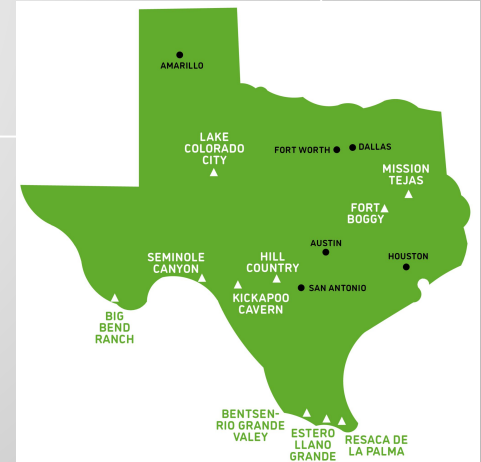 AMARILLO
LAKE
COLORADO
CITY
FORT WORTH
DALLAS
MISSION
TEJAS
FORT
BOGGY
AUSTIN
HOUSTON
SEMINOLE
CANYON
HILL
COUNTRY
SAN ANTONIO
KICKAPOO
CAVERN
BIG
BEND
RANCH
BENTSEN-
RIO GRANDE
VALEY
ESTERO
LLANO
GRANDE
RESACA DE
LA PALMA